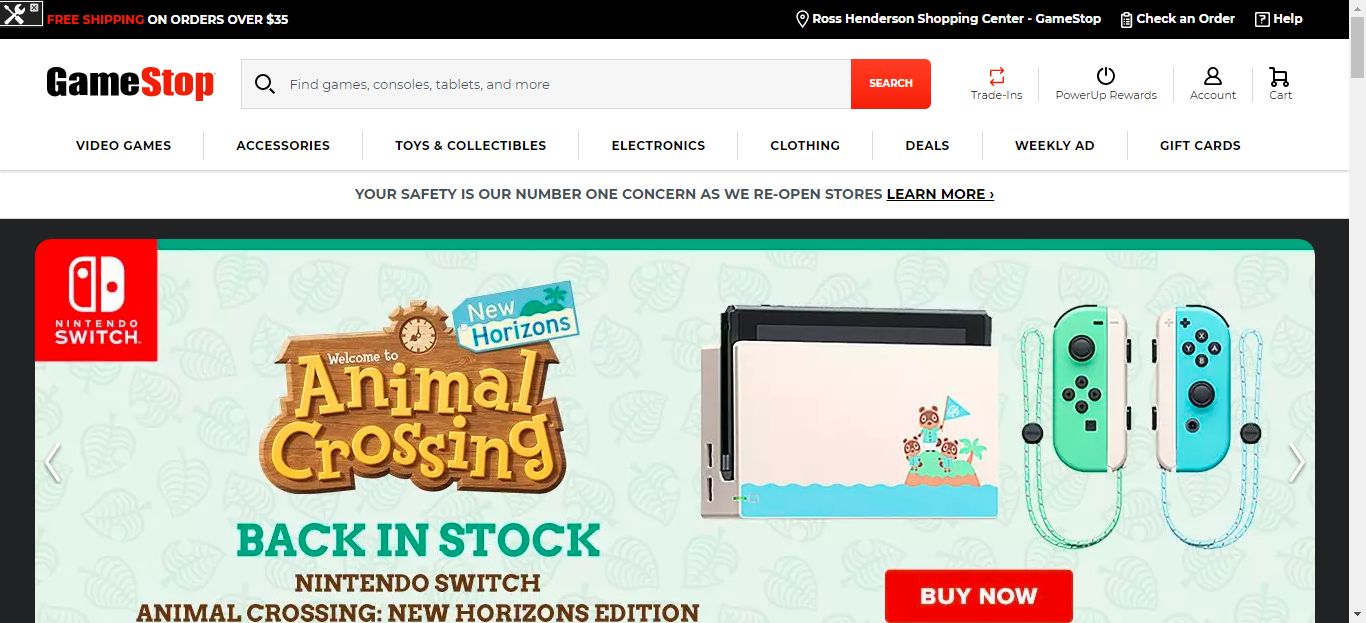 FREE SHIPPING ON ORDERS OVER $35
Ross Henderson Shopping Center - GameStop
Check an Order
Help
GameStop
Find games, consoles, tablets, and more
SEARCH
Trade-Ins
PowerUp Rewards
Account
Cart
VIDEO GAMES
ACCESSORIES
TOYS & COLLECTIBLES
ELECTRONICS
CLOTHING
DEALS
WEEKLY AD
GIFT CARDS
YOUR SAFETY IS OUR NUMBER ONE CONCERN AS WE RE-OPEN STORES LEARN MORE ›
NINTENDO
SWITCH
New
Horizons
Welcome to
Animal
Crossing
X
Y
A
B
BACK IN STOCK
NINTENDO SWITCH
ANIMAL CROSSING: NEW HORIZONS EDITION
BUY NOW